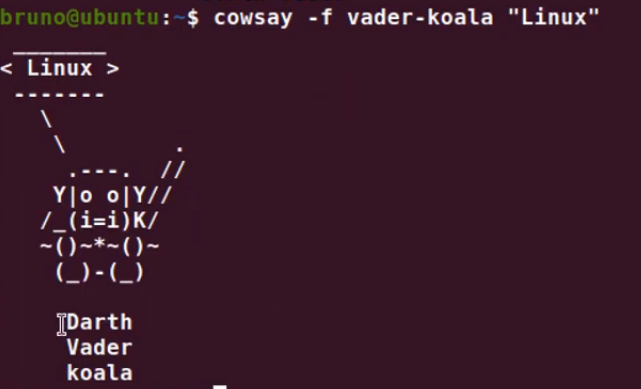 bruno@ubuntu:~$ cowsay -f vader-koala "Linux"
 _______
< Linux >
 -------
   \
    \        .
     .---.  //
    Y|o o|Y//
   /_(i=i)K/
   ~()~*~()~
    (_)-(_)

     Darth
     Vader
     koala